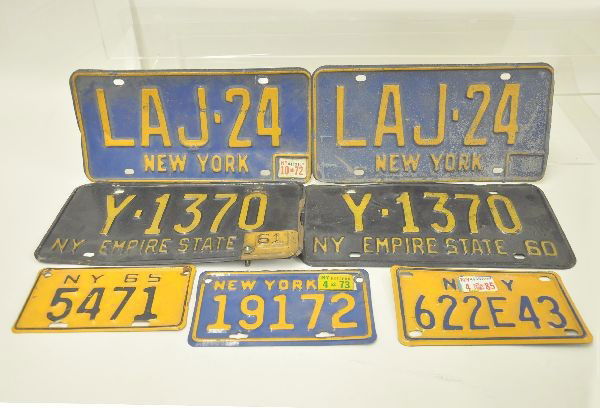 LAJ·24
NEW YORK
10 72
LAJ·24
NEW YORK
Y·1370
NY EMPIRE STATE 61
Y·1370
NY EMPIRE STATE 60
NY 65
5471
NEW YORK
4 73
19172
N Y
4 85
622E43